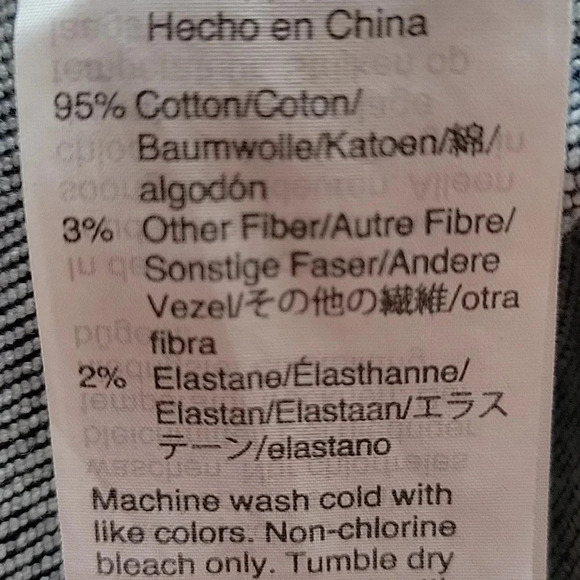 Hecho en China
95% Cotton/Coton/
Baumwolle/Katoen/綿/
algodón
3% Other Fiber/Autre Fibre/
Sonstige Faser/Andere
Vezel/その他の繊維/otra
fibra
2% Elastane/Élasthanne/
Elastan/Elastaan/エラス
テーン/elastano
Machine wash cold with
like colors. Non-chlorine
bleach only. Tumble dry